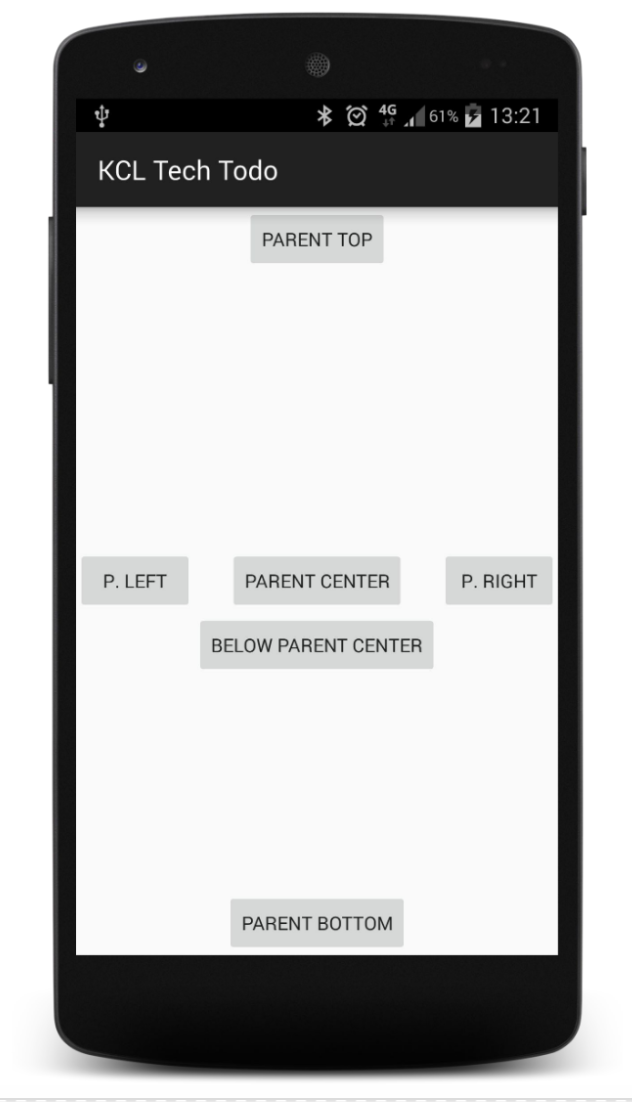 4G 61% 13:21
KCL Tech Todo
PARENT TOP
P. LEFT PARENT CENTER P. RIGHT
BELOW PARENT CENTER
PARENT BOTTOM